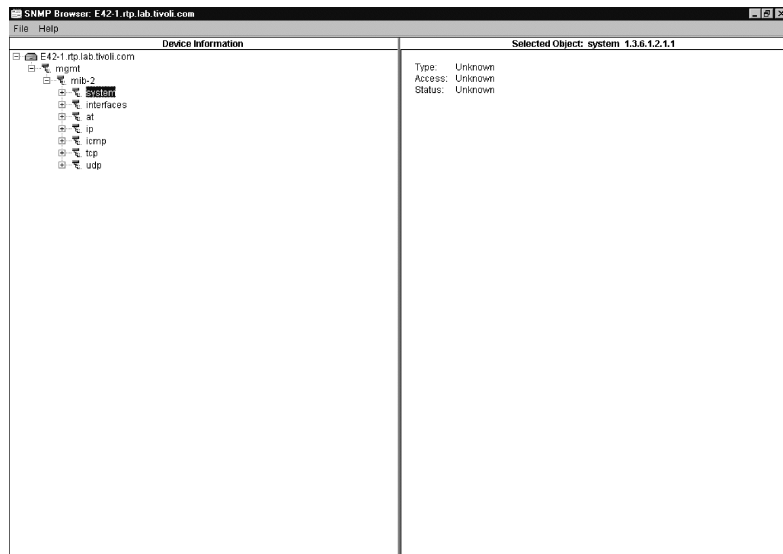 SNMP Browser: E42-1.rtp.lab.tivoli.com
File Help
Device Information
Selected Object: system 1.3.6.1.2.1.1
E42-1.rtp.lab.tivoli.com
mgmt
mib-2
system
interfaces
at
ip
icmp
tcp
udp
Type: Unknown
Access: Unknown
Status: Unknown